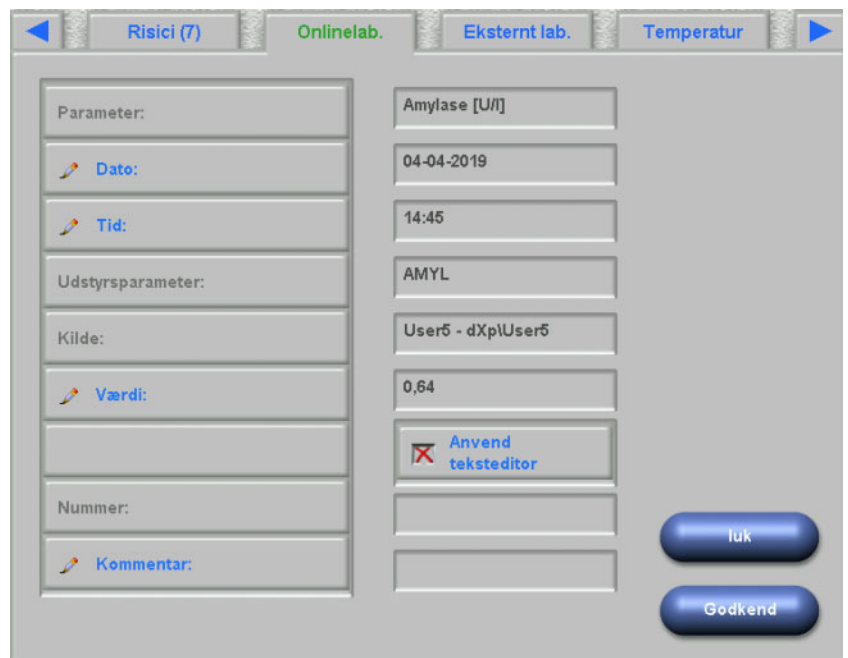 Risici (7)
Onlinelab.
Eksternt lab.
Temperatur
Parameter:
Amylase [U/l]
Dato:
04-04-2019
Tid:
14:45
Udstyrsparameter:
AMYL
Kilde:
User5 - dXp\User5
Værdi:
0,64
Anvend
teksteditor
Nummer:
Kommentar:
luk
Godkend